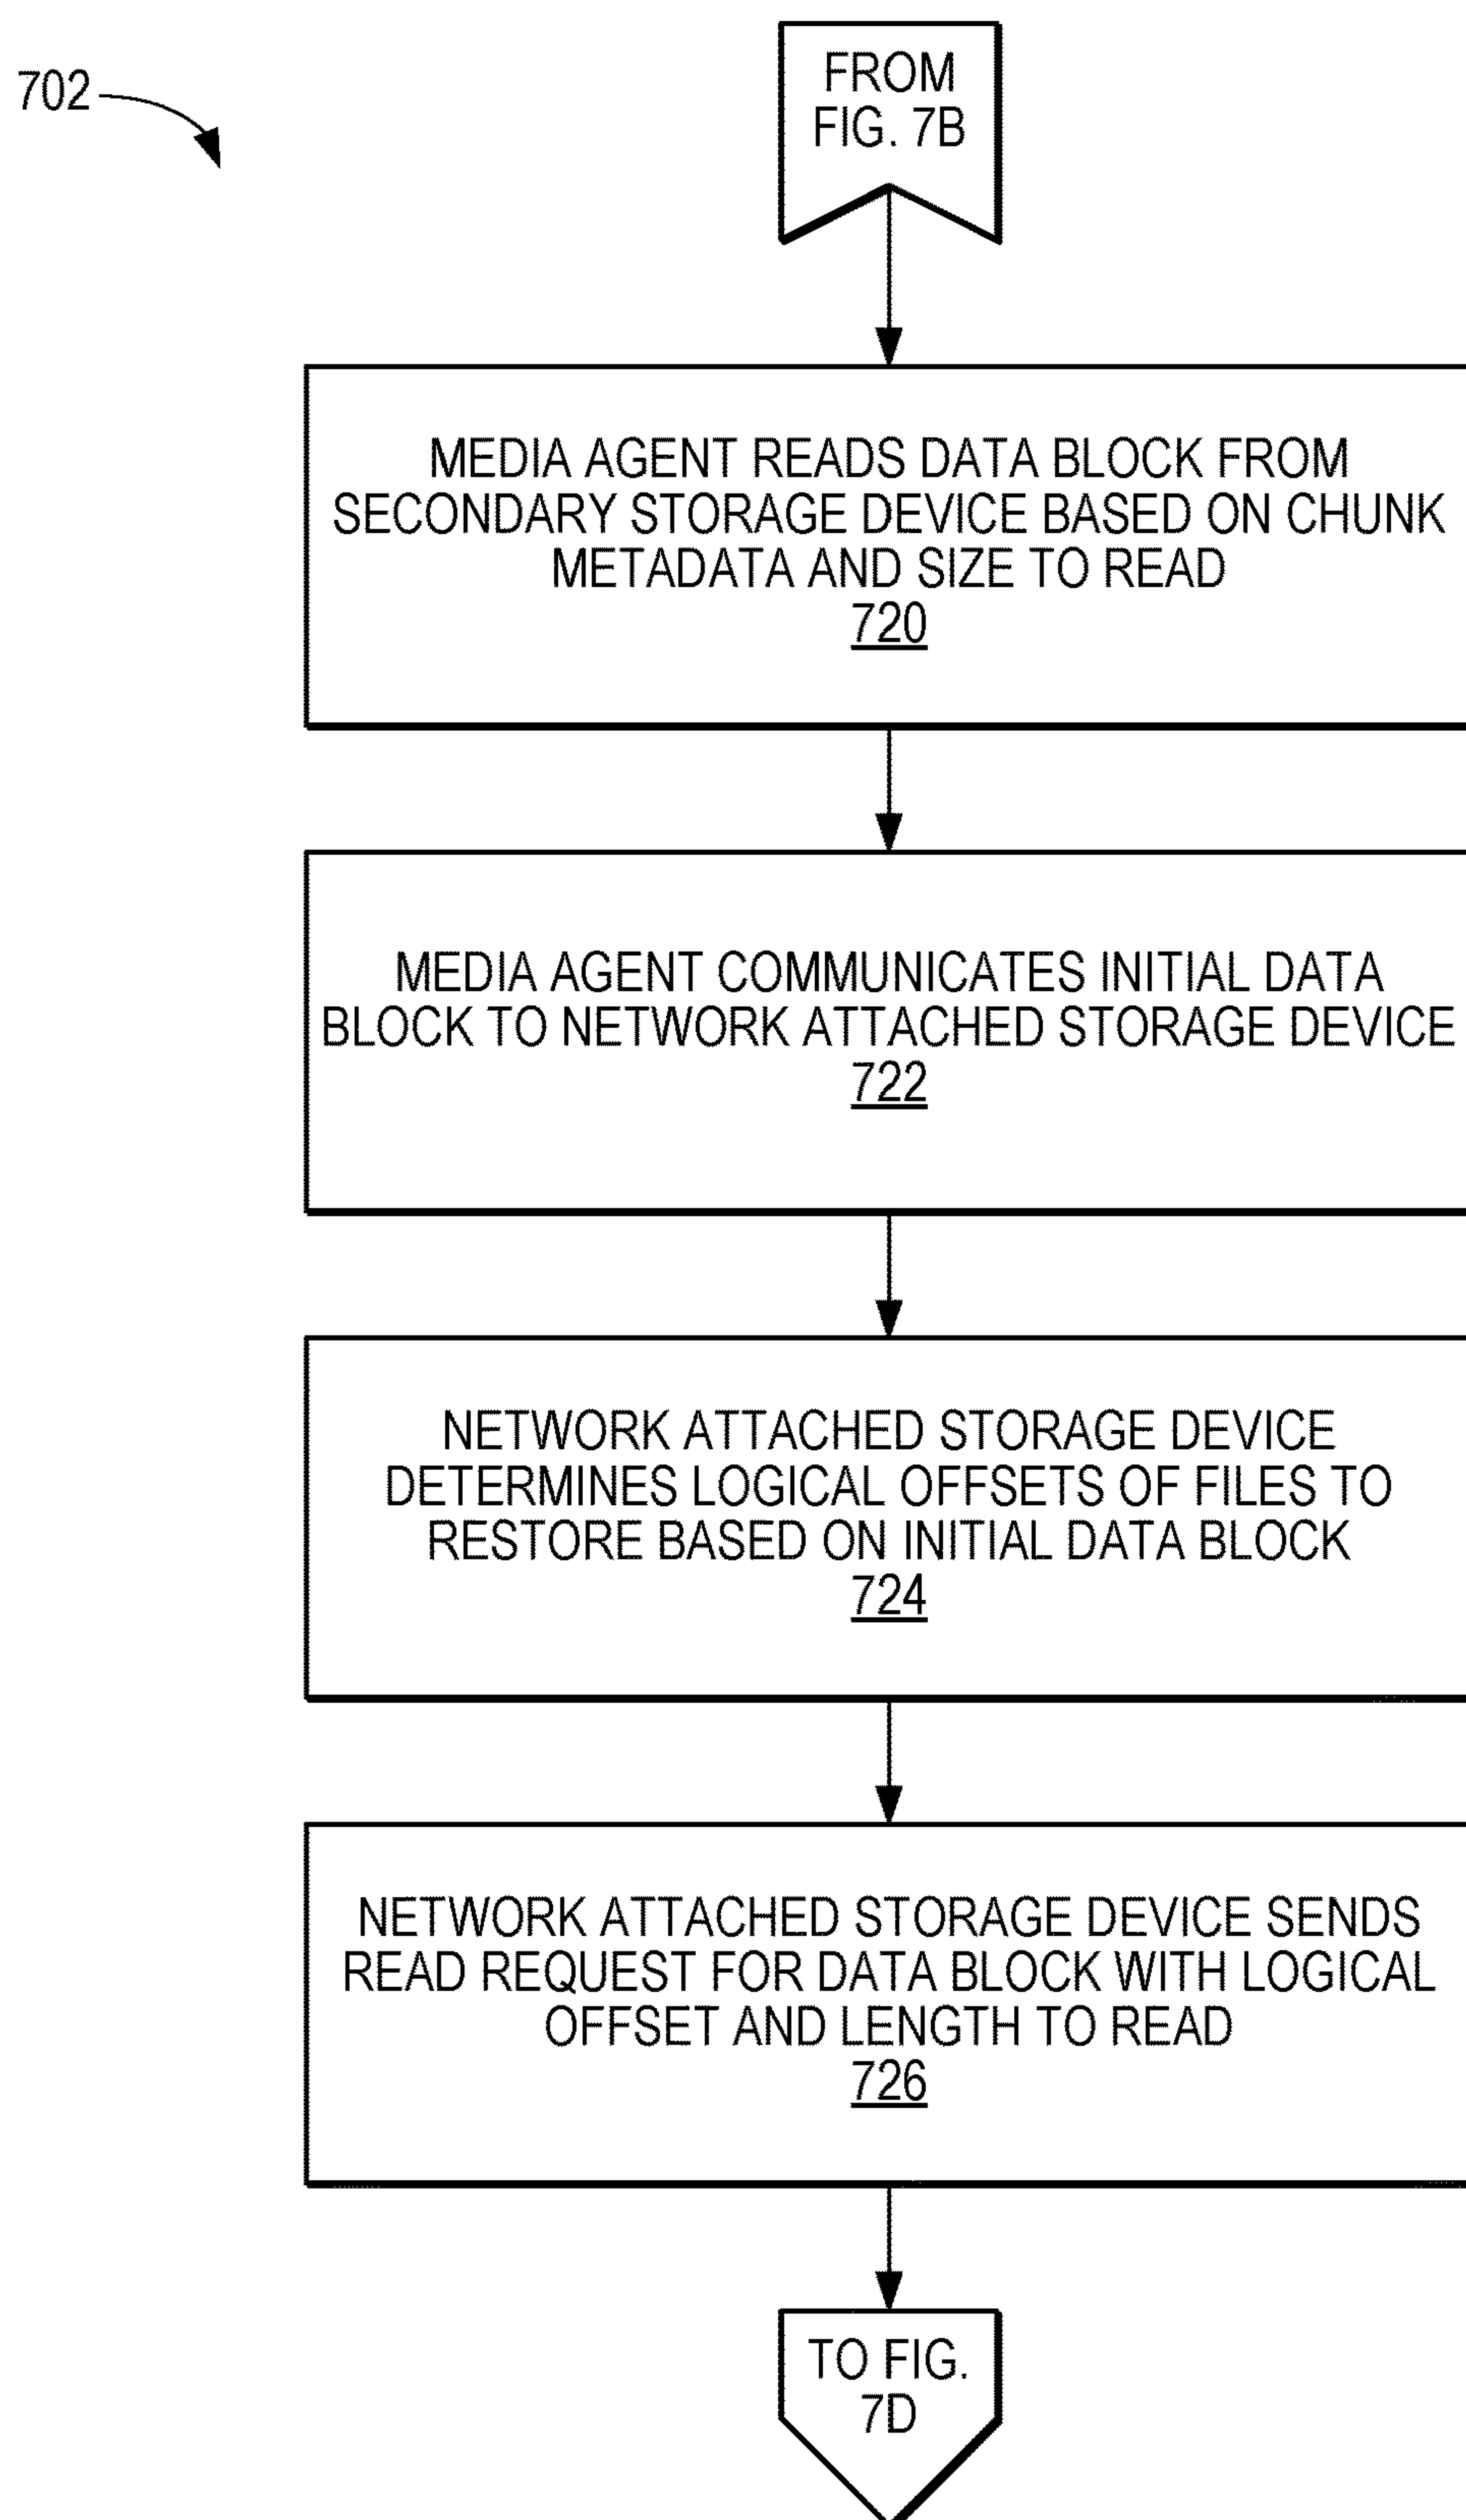 702
FROM
FIG. 7B
MEDIA AGENT READS DATA BLOCK FROM
SECONDARY STORAGE DEVICE BASED ON CHUNK
METADATA AND SIZE TO READ
720
MEDIA AGENT COMMUNICATES INITIAL DATA
BLOCK TO NETWORK ATTACHED STORAGE DEVICE
722
NETWORK ATTACHED STORAGE DEVICE
DETERMINES LOGICAL OFFSETS OF FILES TO
RESTORE BASED ON INITIAL DATA BLOCK
724
NETWORK ATTACHED STORAGE DEVICE SENDS
READ REQUEST FOR DATA BLOCK WITH LOGICAL
OFFSET AND LENGTH TO READ
726
TO FIG.
7D